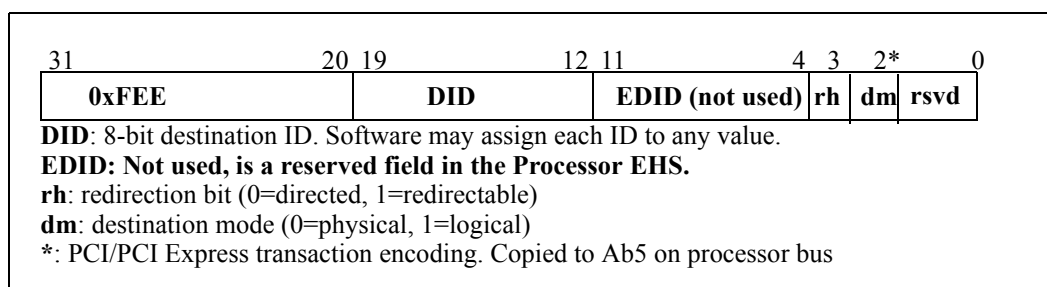 31 20 19 12 11 4 3 2* 0
0xFEE DID EDID (not used) rh dm rsvd
DID: 8-bit destination ID. Software may assign each ID to any value.
EDID: Not used, is a reserved field in the Processor EHS.
rh: redirection bit (0=directed, 1=redirectable)
dm: destination mode (0=physical, 1=logical)
*: PCI/PCI Express transaction encoding. Copied to Ab5 on processor bus